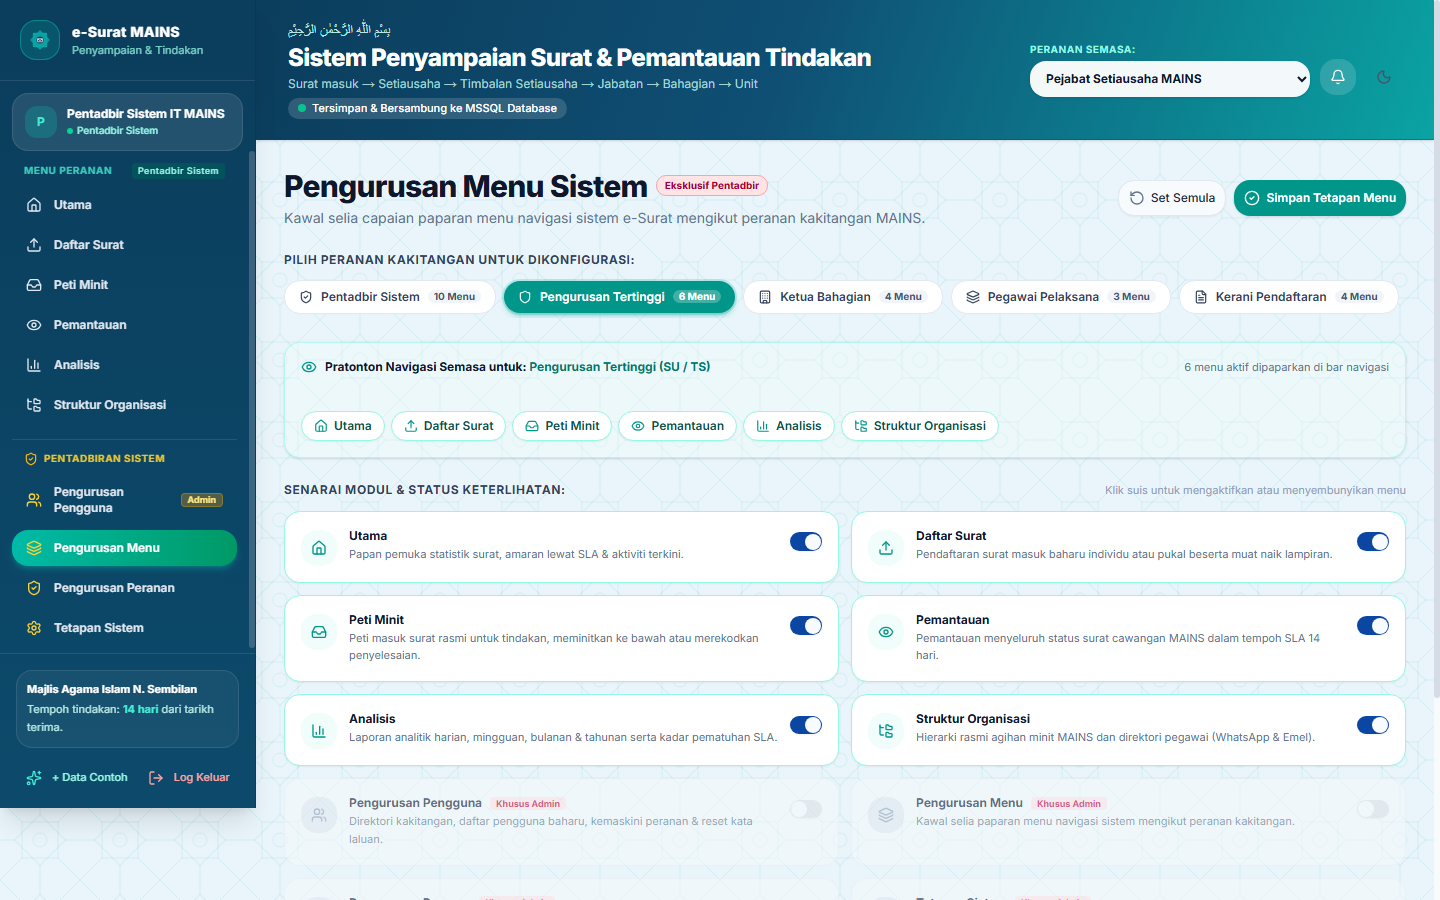 e-Surat MAINS
Penyampaian & Tindakan
P
Pentadbir Sistem IT MAINS
Pentadbir Sistem
MENU PERANAN
Pentadbir Sistem
Utama
Daftar Surat
Peti Minit
Pemantauan
Analisis
Struktur Organisasi
PENTADBIRAN SISTEM
Pengurusan
Pengguna
Admin
Pengurusan Menu
Pengurusan Peranan
Tetapan Sistem
Majlis Agama Islam N. Sembilan
Tempoh tindakan: 14 hari dari tarikh
terima.
+ Data Contoh
Log Keluar
بِسْمِ اللَّهِ الرَّحْمَٰنِ الرَّحِيْمِ
Sistem Penyampaian Surat & Pemantauan Tindakan
Surat masuk → Setiausaha → Timbalan Setiausaha → Jabatan → Bahagian → Unit
Tersimpan & Bersambung ke MSSQL Database
PERANAN SEMASA:
Pejabat Setiausaha MAINS
Pengurusan Menu Sistem
Eksklusif Pentadbir
Kawal selia capaian paparan menu navigasi sistem e-Surat mengikut peranan kakitangan MAINS.
Set Semula
Simpan Tetapan Menu
PILIH PERANAN KAKITANGAN UNTUK DIKONFIGURASI:
Pentadbir Sistem 10 Menu
Pengurusan Tertinggi 6 Menu
Ketua Bahagian 4 Menu
Pegawai Pelaksana 3 Menu
Kerani Pendaftaran 4 Menu
Pratonton Navigasi Semasa untuk: Pengurusan Tertinggi (SU / TS)
6 menu aktif dipaparkan di bar navigasi
Utama
Daftar Surat
Peti Minit
Pemantauan
Analisis
Struktur Organisasi
SENARAI MODUL & STATUS KETERLIHATAN:
Klik suis untuk mengaktifkan atau menyembunyikan menu
Utama
Papan pemuka statistik surat, amaran lewat SLA & aktiviti terkini.
Daftar Surat
Pendaftaran surat masuk baharu individu atau pukal beserta muat naik lampiran.
Peti Minit
Peti masuk surat rasmi untuk tindakan, meminitkan ke bawah atau merekodkan
penyelesaian.
Pemantauan
Pemantauan menyeluruh status surat cawangan MAINS dalam tempoh SLA 14
hari.
Analisis
Laporan analitik harian, mingguan, bulanan & tahunan serta kadar pematuhan SLA.
Struktur Organisasi
Hierarki rasmi agihan minit MAINS dan direktori pegawai (WhatsApp & Emel).
Pengurusan Pengguna
Khusus Admin
Direktori kakitangan, daftar pengguna baharu, kemaskini peranan & reset kata
laluan.
Pengurusan Menu
Khusus Admin
Kawal selia paparan menu navigasi sistem mengikut peranan kakitangan.